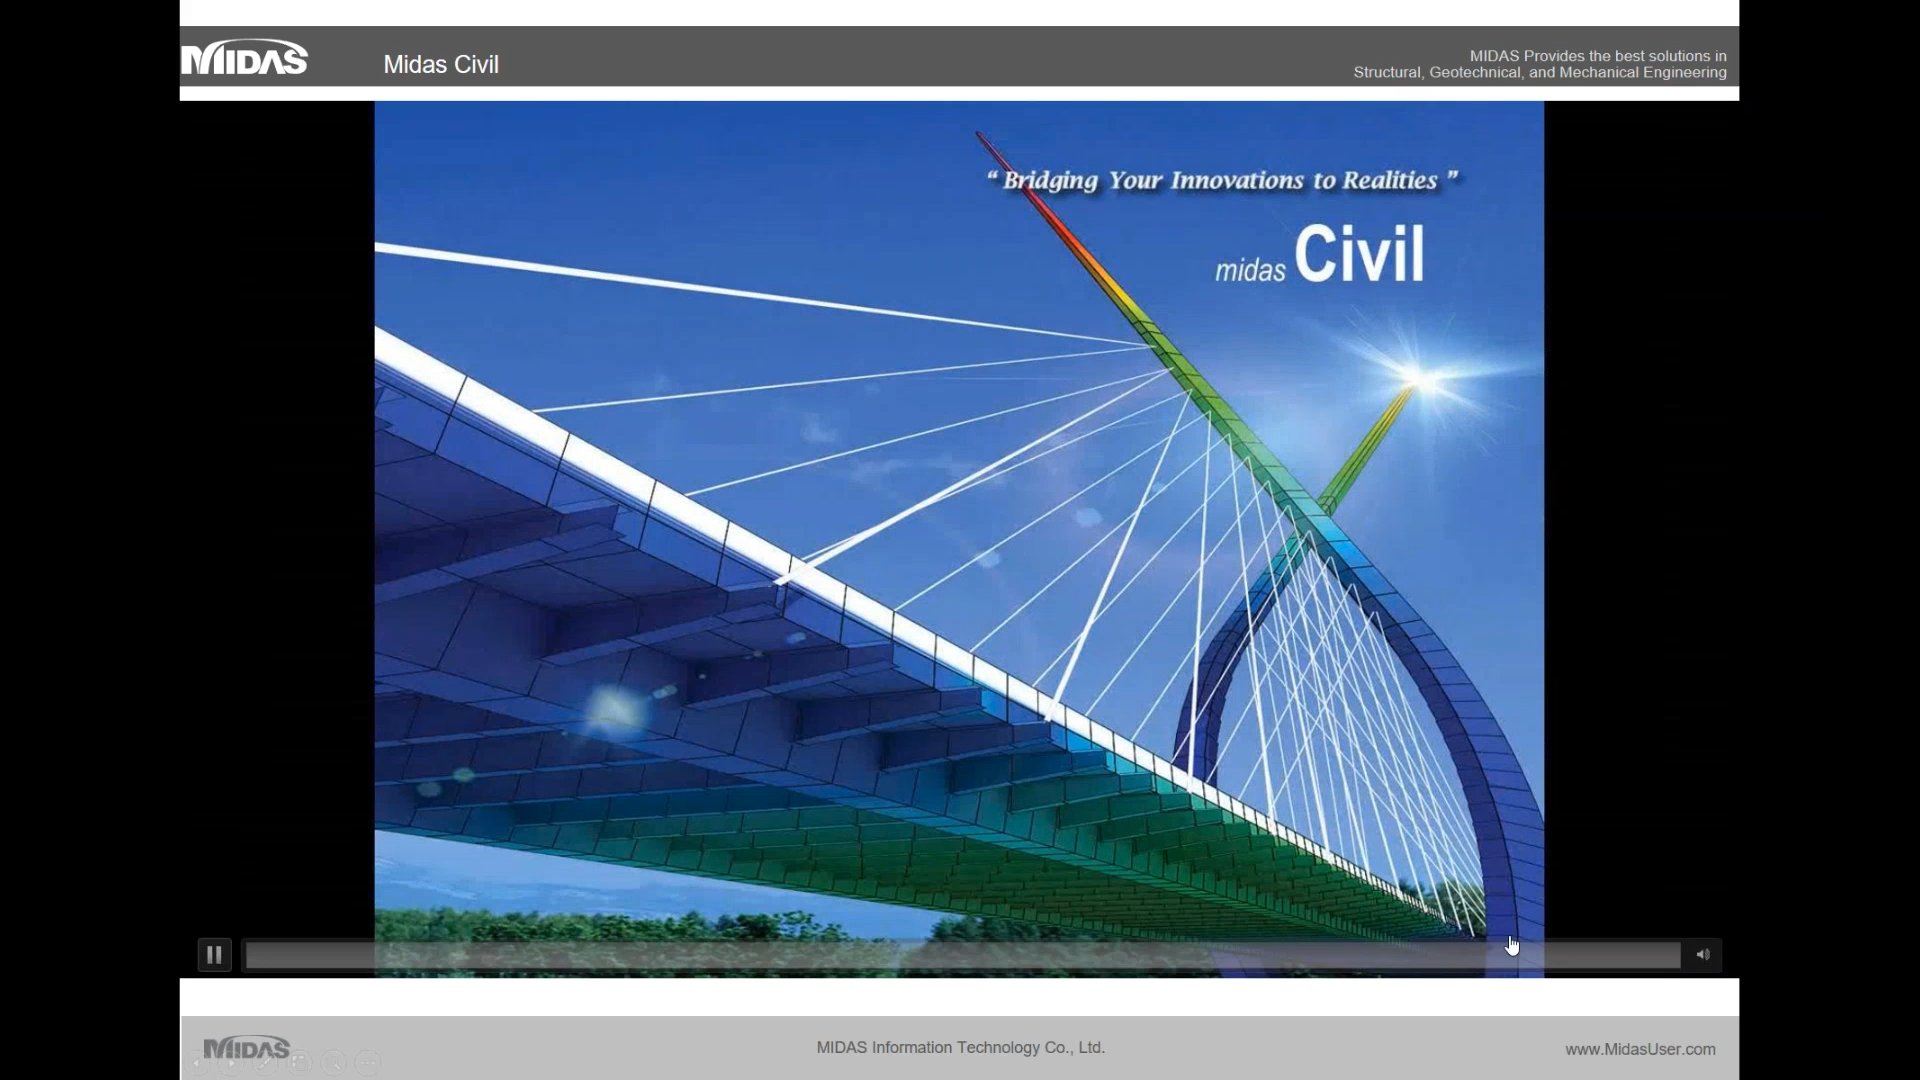 MIDAS
Midas Civil
MIDAS Provides the best solutions in
Structural, Geotechnical, and Mechanical Engineering
“ Bridging Your Innovations to Realities ”
midas Civil
MIDAS
MIDAS Information Technology Co., Ltd.
www.MidasUser.com